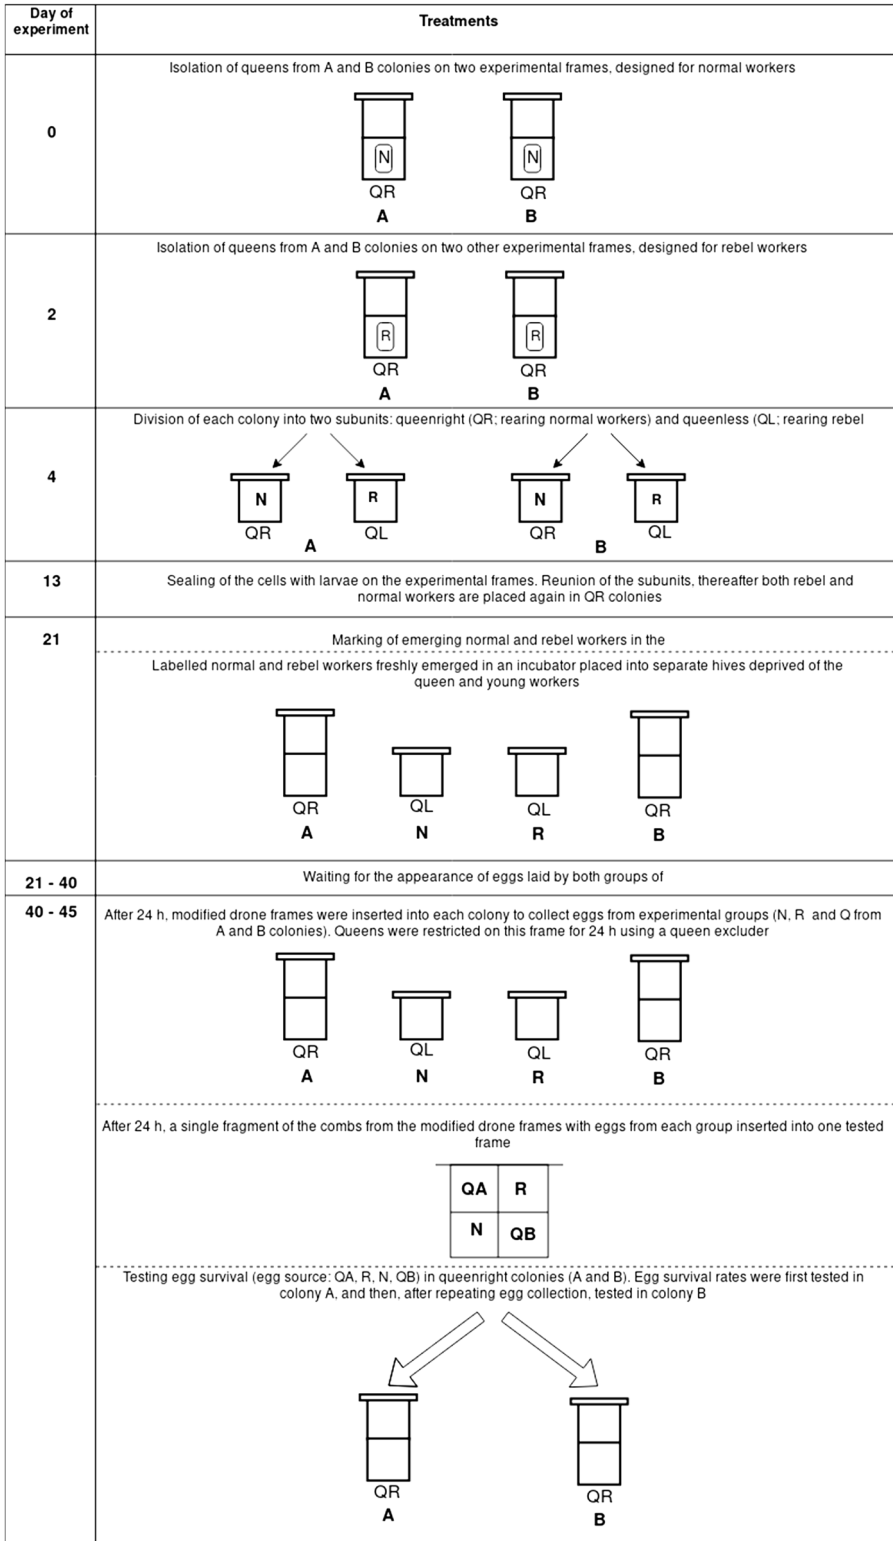 Day of
experiment
Treatments
0
Isolation of queens from A and B colonies on two experimental frames, designed for normal workers
N N
QR QR
A B
2
Isolation of queens from A and B colonies on two other experimental frames, designed for rebel workers
R R
QR QR
A B
4
Division of each colony into two subunits: queenright (QR; rearing normal workers) and queenless (QL; rearing rebel
N R N R
QR QL QR QL
A B
13
Sealing of the cells with larvae on the experimental frames. Reunion of the subunits, thereafter both rebel and
normal workers are placed again in QR colonies
21
Marking of emerging normal and rebel workers in the
Labelled normal and rebel workers freshly emerged in an incubator placed into separate hives deprived of the
queen and young workers
QR QL QL QR
A N R B
21 - 40
Waiting for the appearance of eggs laid by both groups of
40 - 45
After 24 h, modified drone frames were inserted into each colony to collect eggs from experimental groups (N, R and Q from
A and B colonies). Queens were restricted on this frame for 24 h using a queen excluder
QR QL QL QR
A N R B
After 24 h, a single fragment of the combs from the modified drone frames with eggs from each group inserted into one tested
frame
QA R
N QB
Testing egg survival (egg source: QA, R, N, QB) in queenright colonies (A and B). Egg survival rates were first tested in
colony A, and then, after repeating egg collection, tested in colony B
QR QR
A B